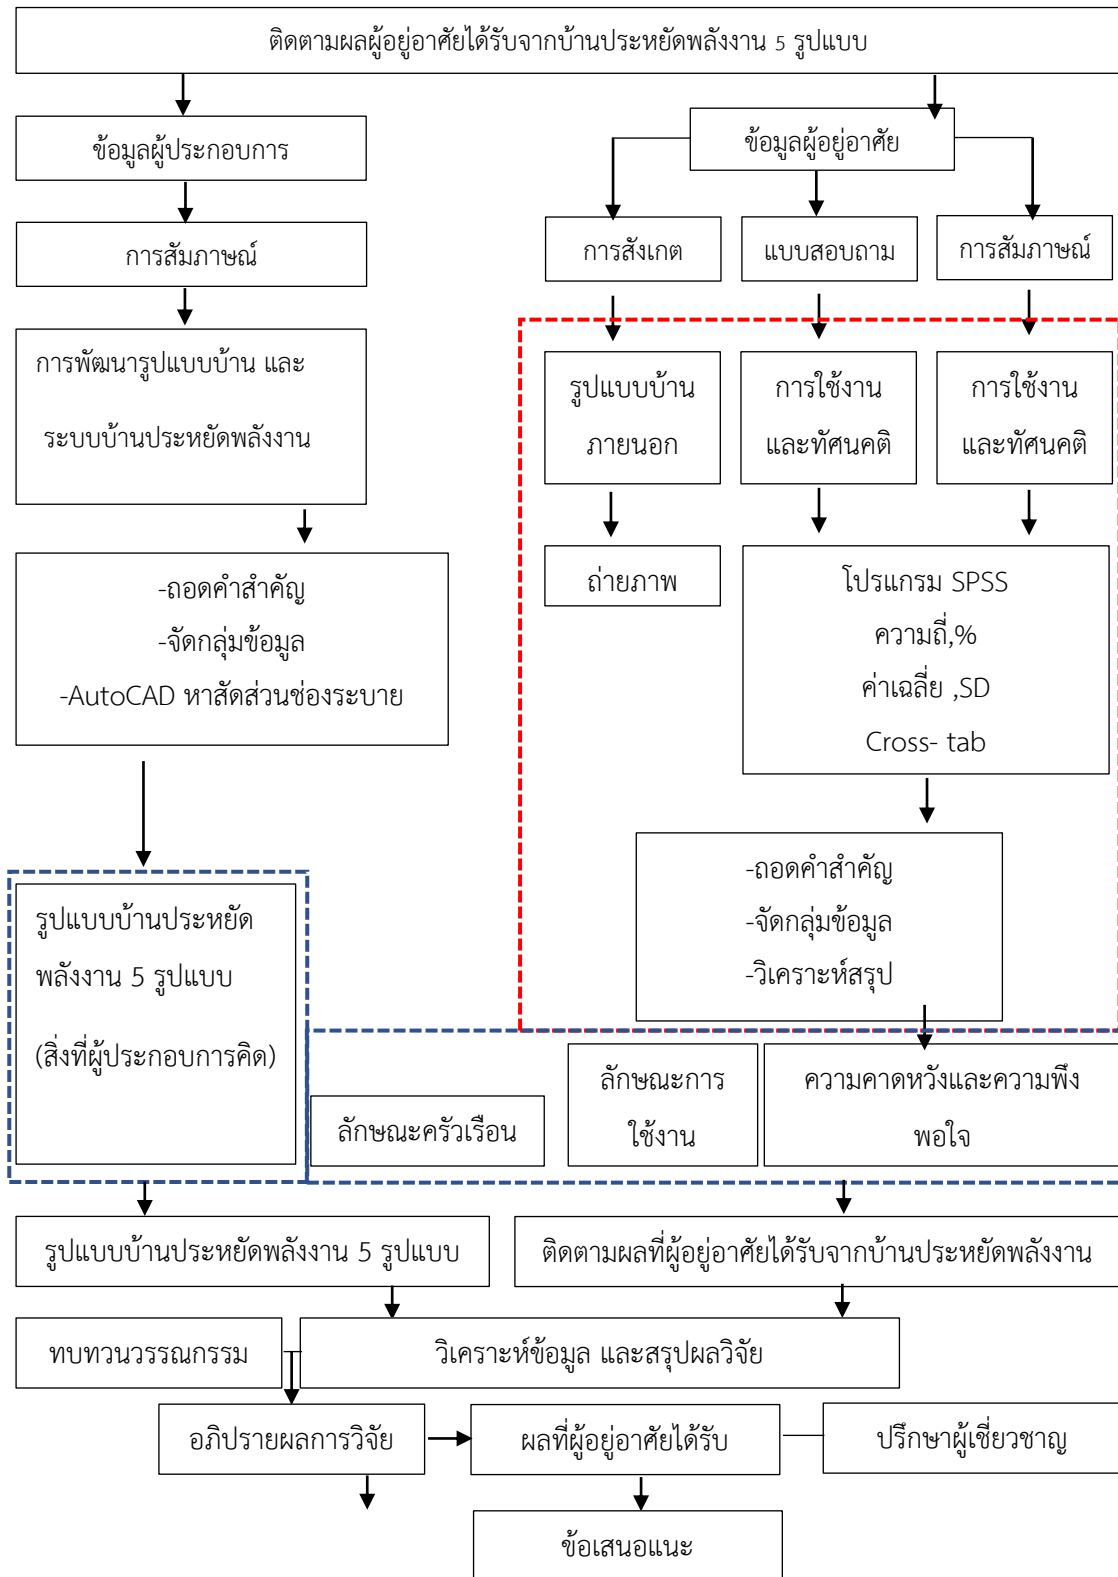 ติดตามผลผู้อยู่อาศัยได้รับจากบ้านประหยัดพลังงาน 5 รูปแบบ
ข้อมูลผู้ประกอบการ
ข้อมูลผู้อยู่อาศัย
การสัมภาษณ์
การสังเกต
แบบสอบถาม
การสัมภาษณ์
การพัฒนารูปแบบบ้าน และ
ระบบบ้านประหยัดพลังงาน
รูปแบบบ้าน
ภายนอก
การใช้งาน
และทัศนคติ
การใช้งาน
และทัศนคติ
-ถอดคำสำคัญ
-จัดกลุ่มข้อมูล
-AutoCAD หาสัดส่วนช่องระบาย
ถ่ายภาพ
โปรแกรม SPSS
ความถี่,%
ค่าเฉลี่ย ,SD
Cross- tab
-ถอดคำสำคัญ
-จัดกลุ่มข้อมูล
-วิเคราะห์สรุป
รูปแบบบ้านประหยัด
พลังงาน 5 รูปแบบ
(สิ่งที่ผู้ประกอบการคิด)
ลักษณะครัวเรือน
ลักษณะการ
ใช้งาน
ความคาดหวังและความพึง
พอใจ
รูปแบบบ้านประหยัดพลังงาน 5 รูปแบบ
ติดตามผลที่ผู้อยู่อาศัยได้รับจากบ้านประหยัดพลังงาน
ทบทวนวรรณกรรม
วิเคราะห์ข้อมูล และสรุปผลวิจัย
อภิปรายผลการวิจัย
ผลที่ผู้อยู่อาศัยได้รับ
ปรึกษาผู้เชี่ยวชาญ
ข้อเสนอแนะ